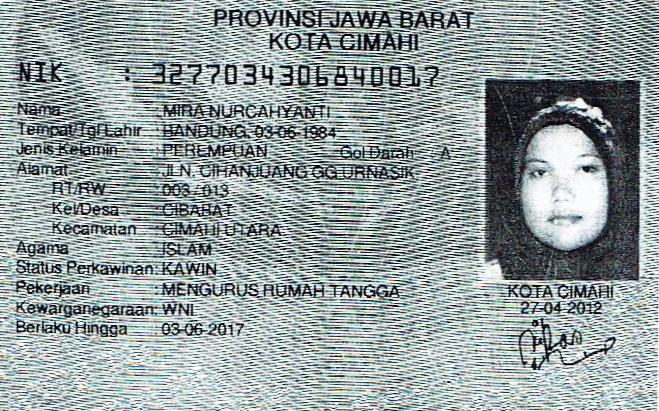 PROVINSI JAWA BARAT
KOTA CIMAHI
NIK : 3277034306840017
Nama : MIRA NURCAHYANTI
Tempat/Tgl Lahir : BANDUNG, 03-06-1984
Jenis Kelamin : PEREMPUAN Gol Darah : A
Alamat : JLN. CIHANJUANG GG.URNASIK
RT/RW : 003 / 013
Kel/Desa : CIBABAT
Kecamatan : CIMAHI UTARA
Agama : ISLAM
Status Perkawinan: KAWIN
Pekerjaan : MENGURUS RUMAH TANGGA
Kewarganegaraan: WNI
Berlaku Hingga : 03-06-2017
KOTA CIMAHI
27-04-2012